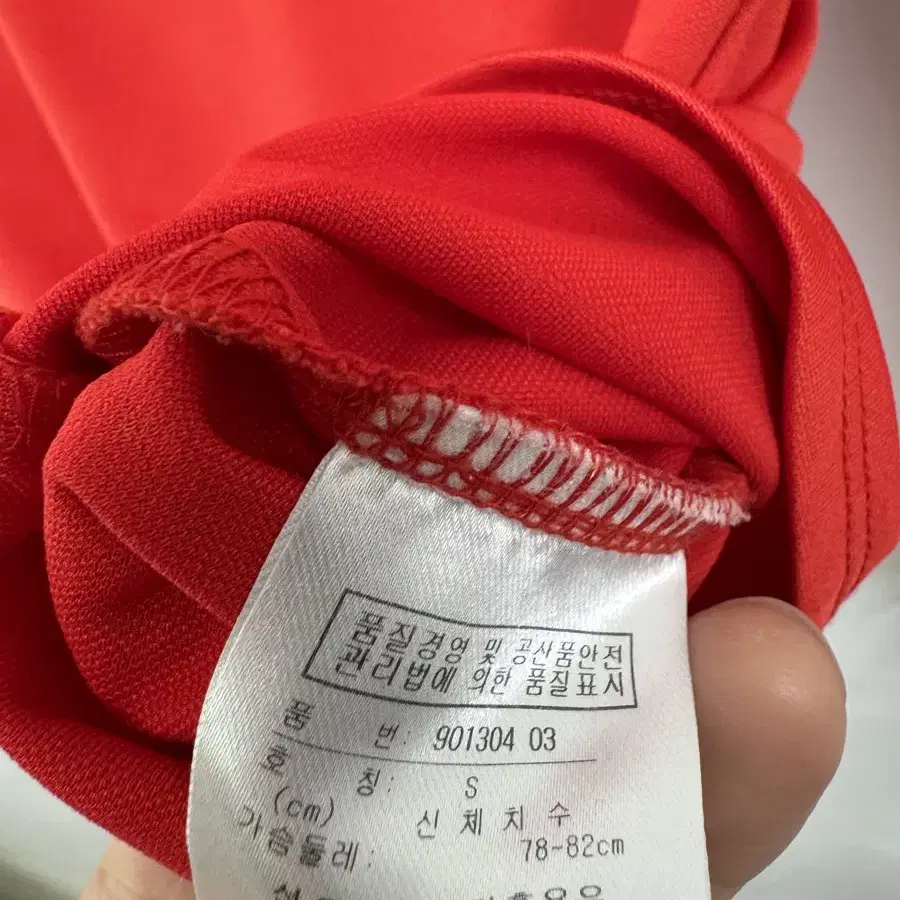 품질경영 및 공산품안전
관리법에 의한 품질표시
품 번: 901304 03
호 칭: S
(cm) 신 체 치 수
가슴둘레: 78~82cm